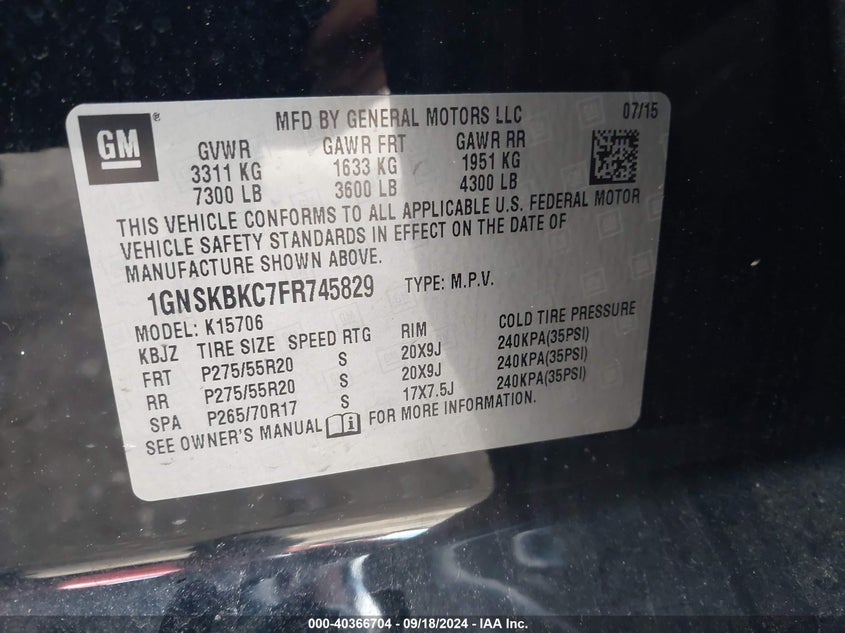 GM ®
MFD BY GENERAL MOTORS LLC 07/15
GVWR GAWR FRT GAWR RR
3311 KG 1633 KG 1951 KG
7300 LB 3600 LB 4300 LB
THIS VEHICLE CONFORMS TO ALL APPLICABLE U.S. FEDERAL MOTOR
VEHICLE SAFETY STANDARDS IN EFFECT ON THE DATE OF
MANUFACTURE SHOWN ABOVE.
1GNSKBKC7FR745829 TYPE: M.P.V.
MODEL: K15706
KBJZ TIRE SIZE SPEED RTG RIM COLD TIRE PRESSURE
FRT P275/55R20 S 20X9J 240KPA(35PSI)
RR P275/55R20 S 20X9J 240KPA(35PSI)
SPA P265/70R17 S 17X7.5J 240KPA(35PSI)
SEE OWNER'S MANUAL i FOR MORE INFORMATION.
000-40366704 - 09/18/2024 - IAA Inc.